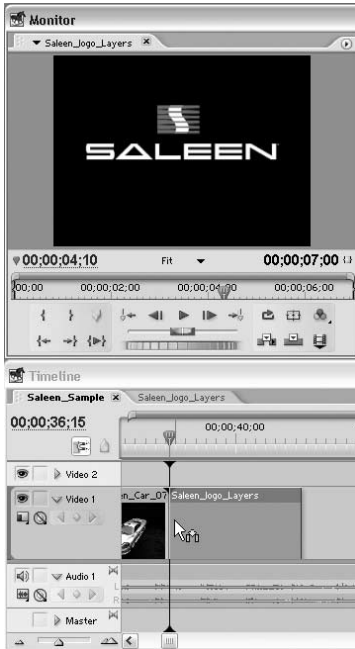 Monitor
Saleen_logo_Layers
SALEEN
00;00;04;10 Fit 00;00;07;00
00;00 00;00;02;00 00;00;04;00 00;00;06;00
Timeline
Saleen_Sample Saleen_logo_Layers
00;00;36;15
00;00;40;00
Video 2
Video 1
n_Car_07 Saleen_logo_Layers
Audio 1
L
R
Master